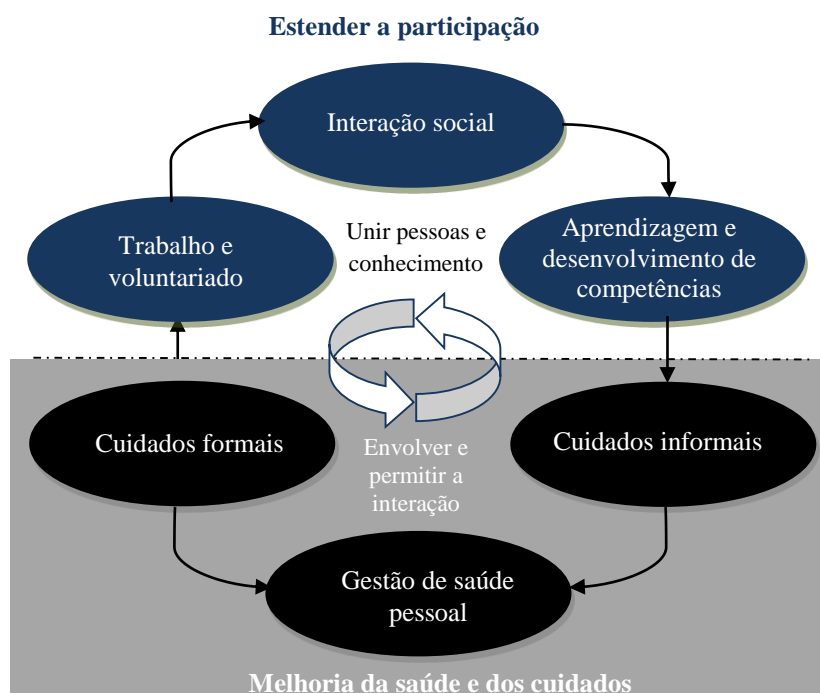 Estender a participação
Interação social
Trabalho e
voluntariado
Unir pessoas e
conhecimento
Aprendizagem e
desenvolvimento de
competências
Cuidados formais
Envolver e
permitir a
interação
Cuidados informais
Gestão de saúde
pessoal
Melhoria da saúde e dos cuidados